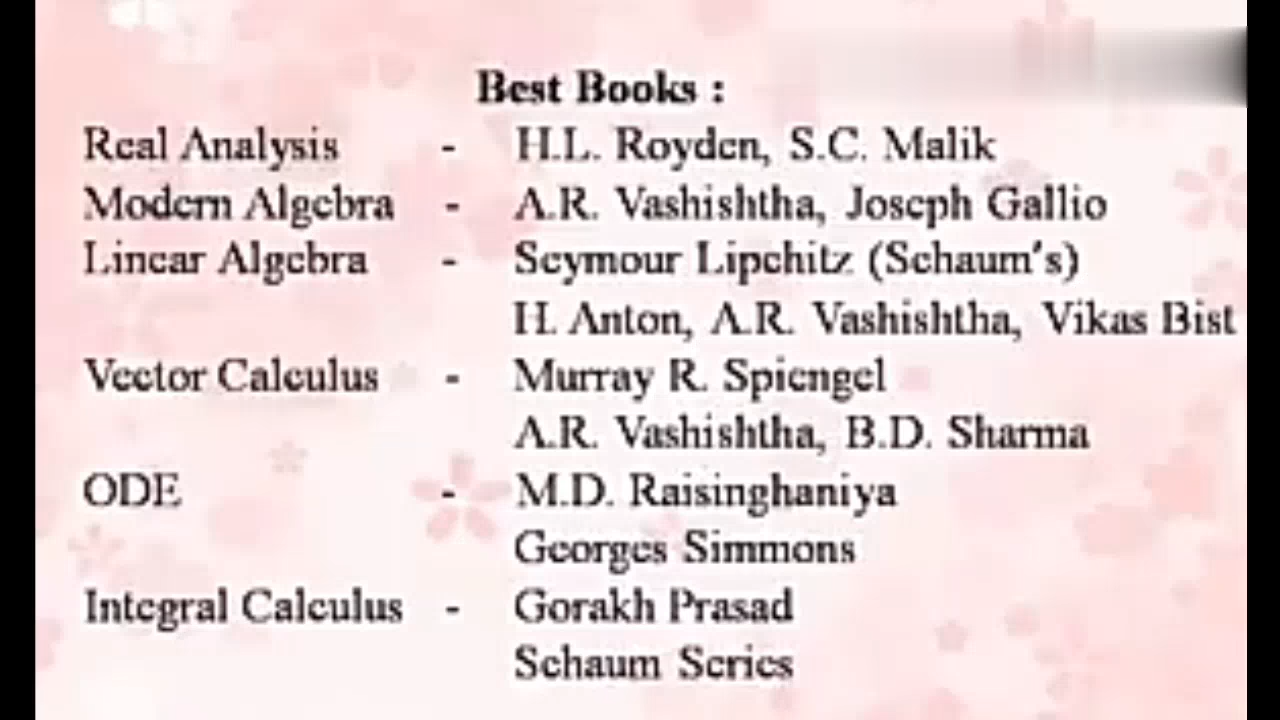 Best Books :
Real Analysis - H.L. Royden, S.C. Malik
Modern Algebra - A.R. Vashishtha, Joseph Gallio
Linear Algebra - Seymour Lipchitz (Schaum's)
H. Anton, A.R. Vashishtha, Vikas Bist
Vector Calculus - Murray R. Spiengel
A.R. Vashishtha, B.D. Sharma
ODE - M.D. Raisinghaniya
Georges Simmons
Integral Calculus - Gorakh Prasad
Schaum Series